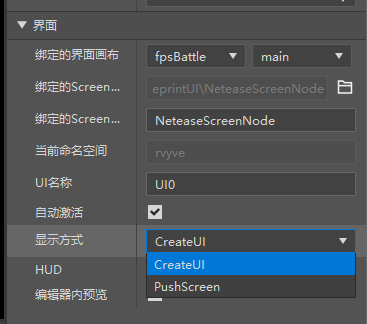 界面
绑定的界面画布 fpsBattle main
绑定的Screen... eprintUI\NeteaseScreenNode
绑定的Screen... NeteaseScreenNode
当前命名空间 rvyve
UI名称 UI0
自动激活
显示方式 CreateUI
CreateUI
HUD
PushScreen
编辑器内预览